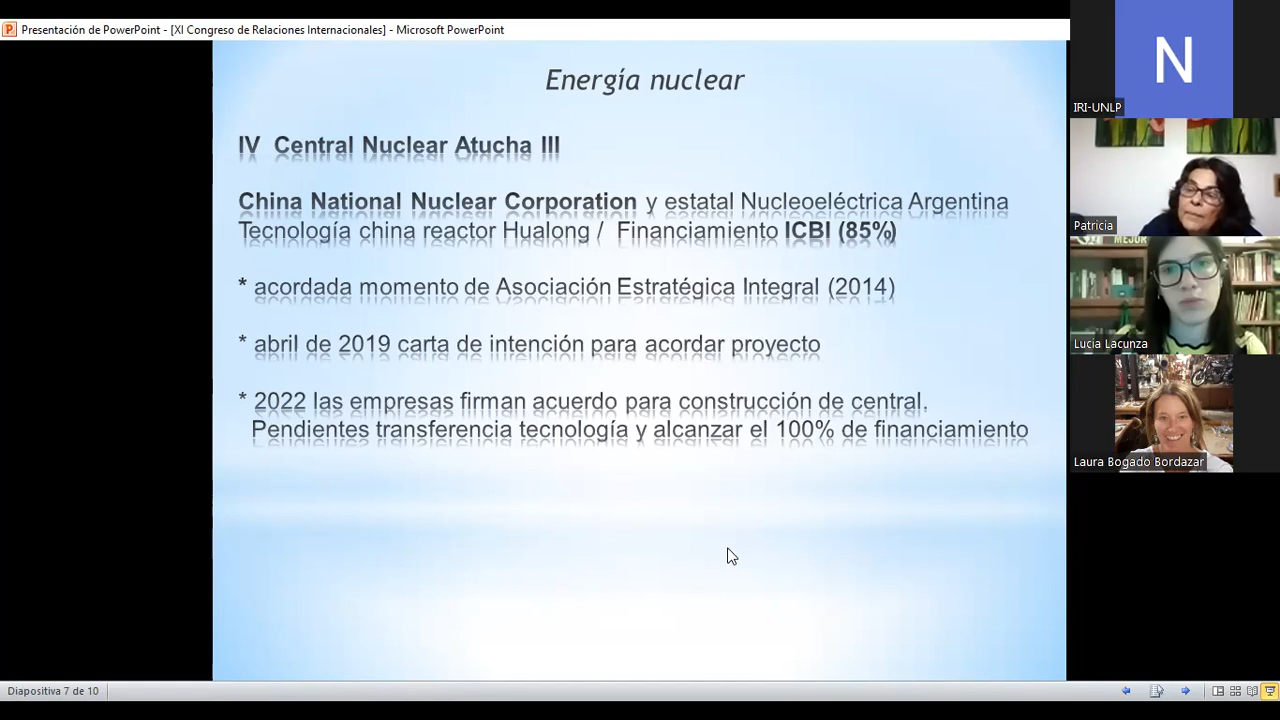 Presentación de PowerPoint - [XI Congreso de Relaciones Internacionales] - Microsoft PowerPoint
Energía nuclear
IV Central Nuclear Atucha III
China National Nuclear Corporation y estatal Nucleoeléctrica Argentina
Tecnología china reactor Hualong / Financiamiento ICBI (85%)
* acordada momento de Asociación Estratégica Integral (2014)
* abril de 2019 carta de intención para acordar proyecto
* 2022 las empresas firman acuerdo para construcción de central.
Pendientes transferencia tecnología y alcanzar el 100% de financiamiento
N
IRI-UNLP
Patricia
MEJOR
Lucia Lacunza
Laura Bogado Bordazar
Diapositiva 7 de 10